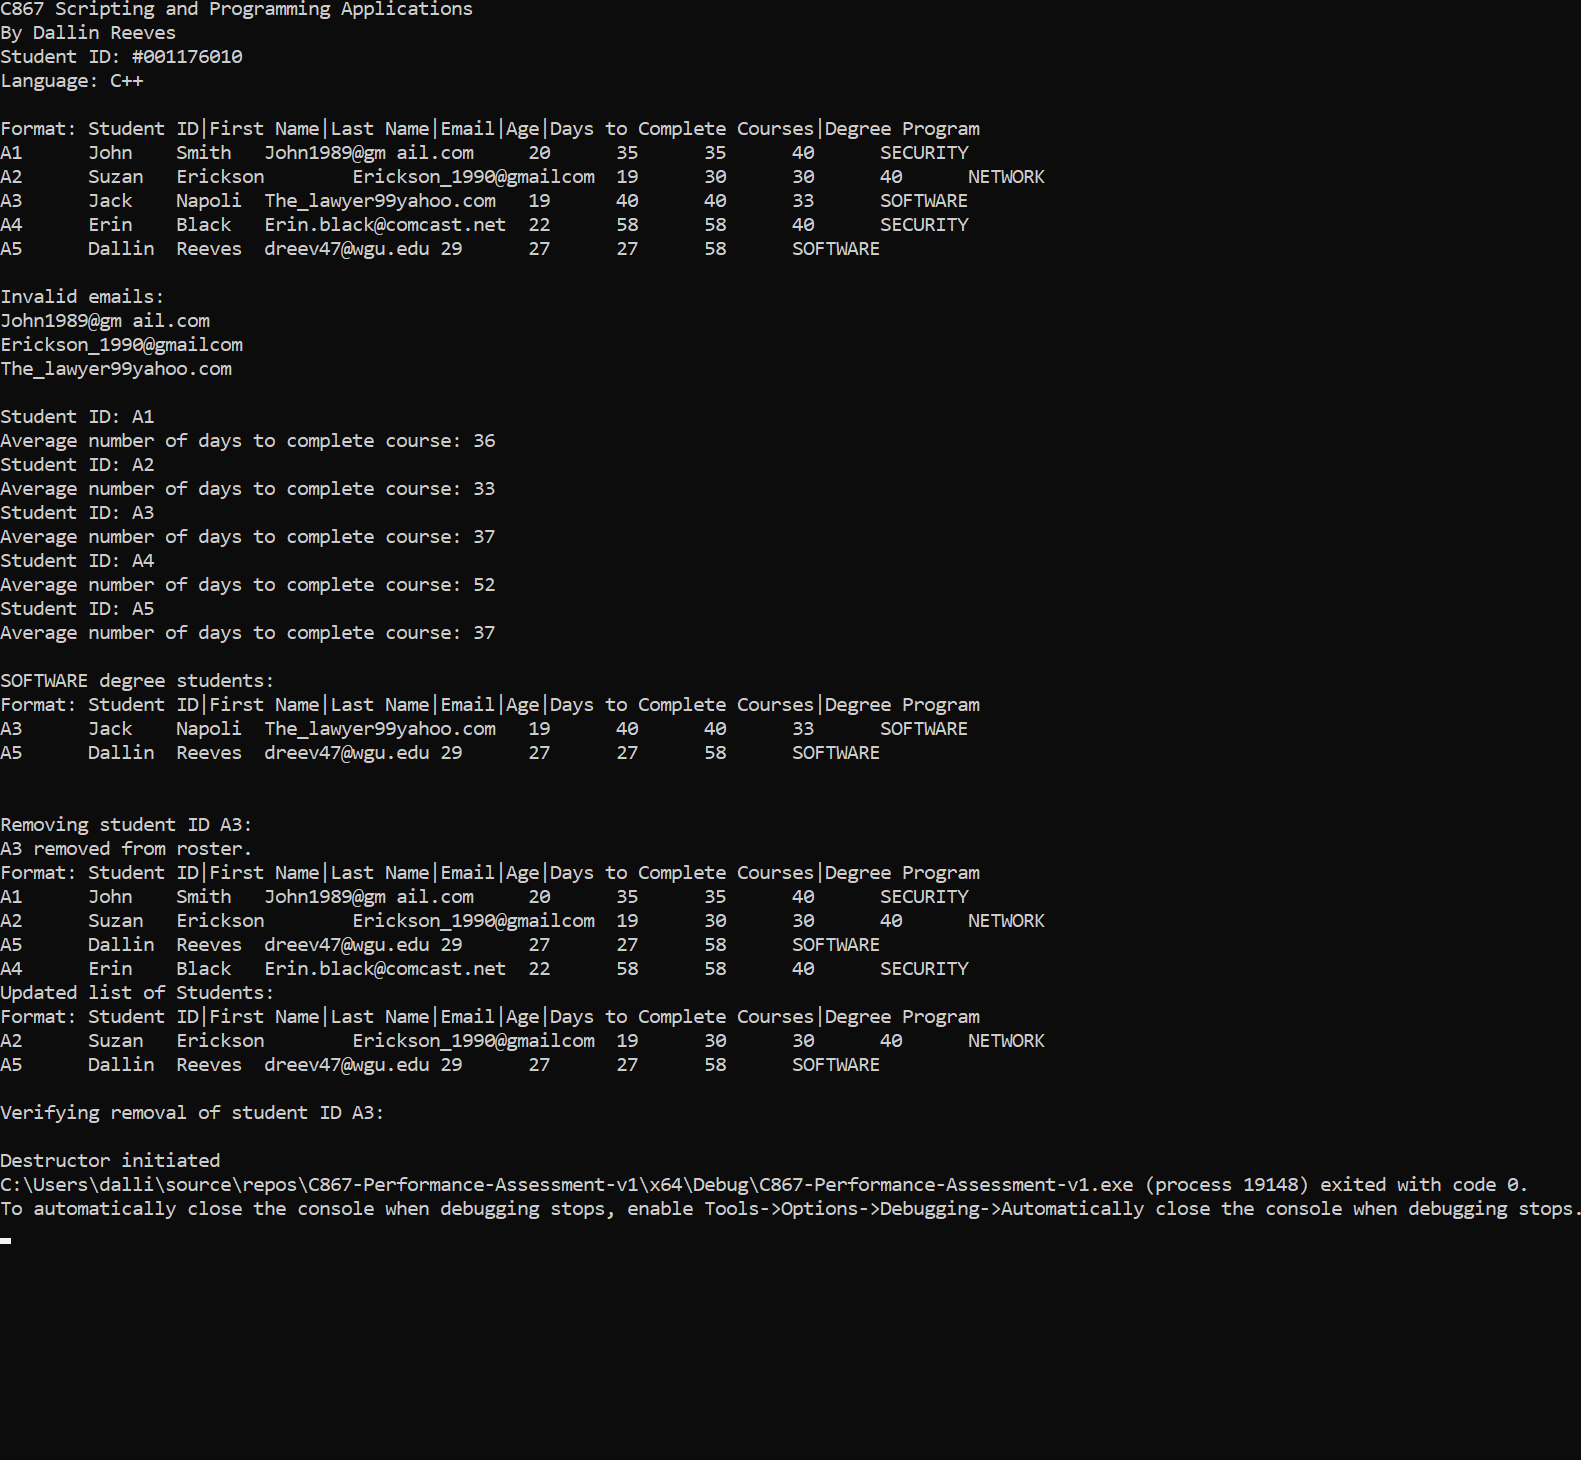 C867 Scripting and Programming Applications
By Dallin Reeves
Student ID: #001176010
Language: C++

Format: Student ID|First Name|Last Name|Email|Age|Days to Complete Courses|Degree Program
A1      John    Smith   John1989@gm ail.com     20      35      35      40      SECURITY
A2      Suzan   Erickson        Erickson_1990@gmailcom  19      30      30      40      NETWORK
A3      Jack    Napoli  The_lawyer99yahoo.com   19      40      40      33      SOFTWARE
A4      Erin    Black   Erin.black@comcast.net  22      58      58      40      SECURITY
A5      Dallin  Reeves  dreev47@wgu.edu 29      27      27      58      SOFTWARE

Invalid emails:
John1989@gm ail.com
Erickson_1990@gmailcom
The_lawyer99yahoo.com

Student ID: A1
Average number of days to complete course: 36
Student ID: A2
Average number of days to complete course: 33
Student ID: A3
Average number of days to complete course: 37
Student ID: A4
Average number of days to complete course: 52
Student ID: A5
Average number of days to complete course: 37

SOFTWARE degree students:
Format: Student ID|First Name|Last Name|Email|Age|Days to Complete Courses|Degree Program
A3      Jack    Napoli  The_lawyer99yahoo.com   19      40      40      33      SOFTWARE
A5      Dallin  Reeves  dreev47@wgu.edu 29      27      27      58      SOFTWARE


Removing student ID A3:
A3 removed from roster.
Format: Student ID|First Name|Last Name|Email|Age|Days to Complete Courses|Degree Program
A1      John    Smith   John1989@gm ail.com     20      35      35      40      SECURITY
A2      Suzan   Erickson        Erickson_1990@gmailcom  19      30      30      40      NETWORK
A5      Dallin  Reeves  dreev47@wgu.edu 29      27      27      58      SOFTWARE
A4      Erin    Black   Erin.black@comcast.net  22      58      58      40      SECURITY
Updated list of Students:
Format: Student ID|First Name|Last Name|Email|Age|Days to Complete Courses|Degree Program
A2      Suzan   Erickson        Erickson_1990@gmailcom  19      30      30      40      NETWORK
A5      Dallin  Reeves  dreev47@wgu.edu 29      27      27      58      SOFTWARE

Verifying removal of student ID A3:

Destructor initiated
C:\Users\dalli\source\repos\C867-Performance-Assessment-v1\x64\Debug\C867-Performance-Assessment-v1.exe (process 19148) exited with code 0.
To automatically close the console when debugging stops, enable Tools->Options->Debugging->Automatically close the console when debugging stops.